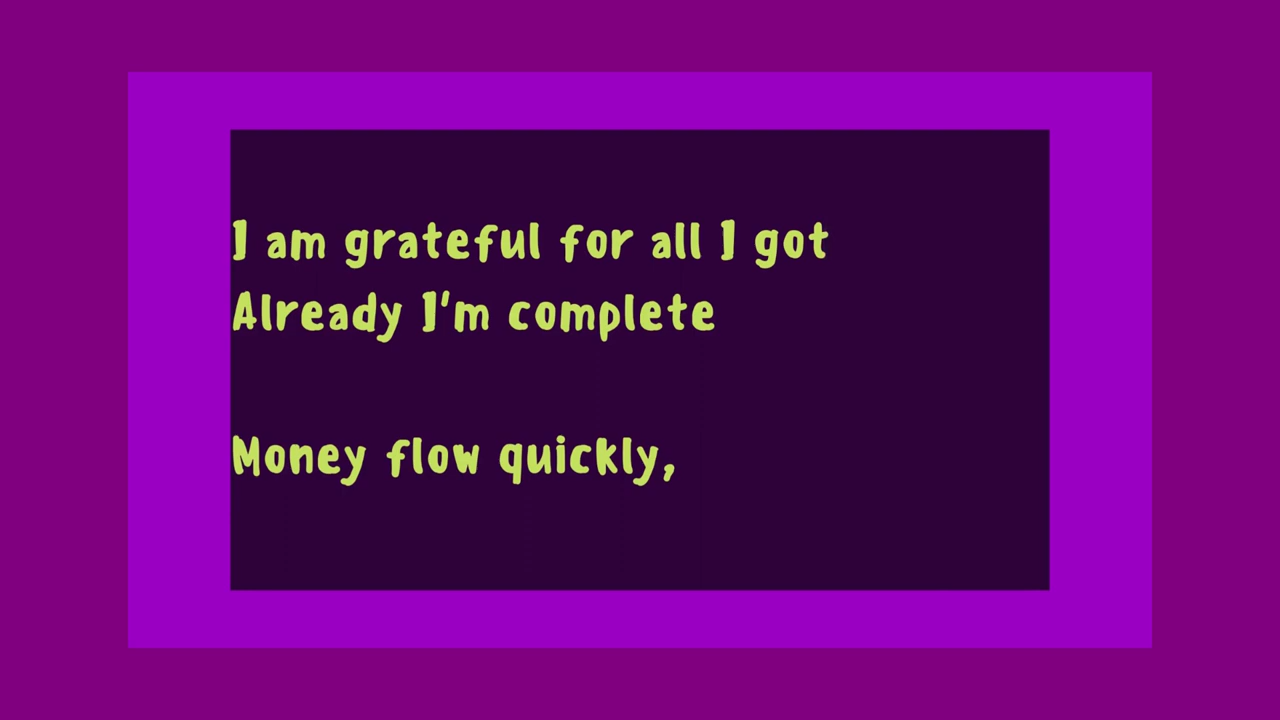 I am grateful for all I got
Already I'm complete
Money flow quickly,